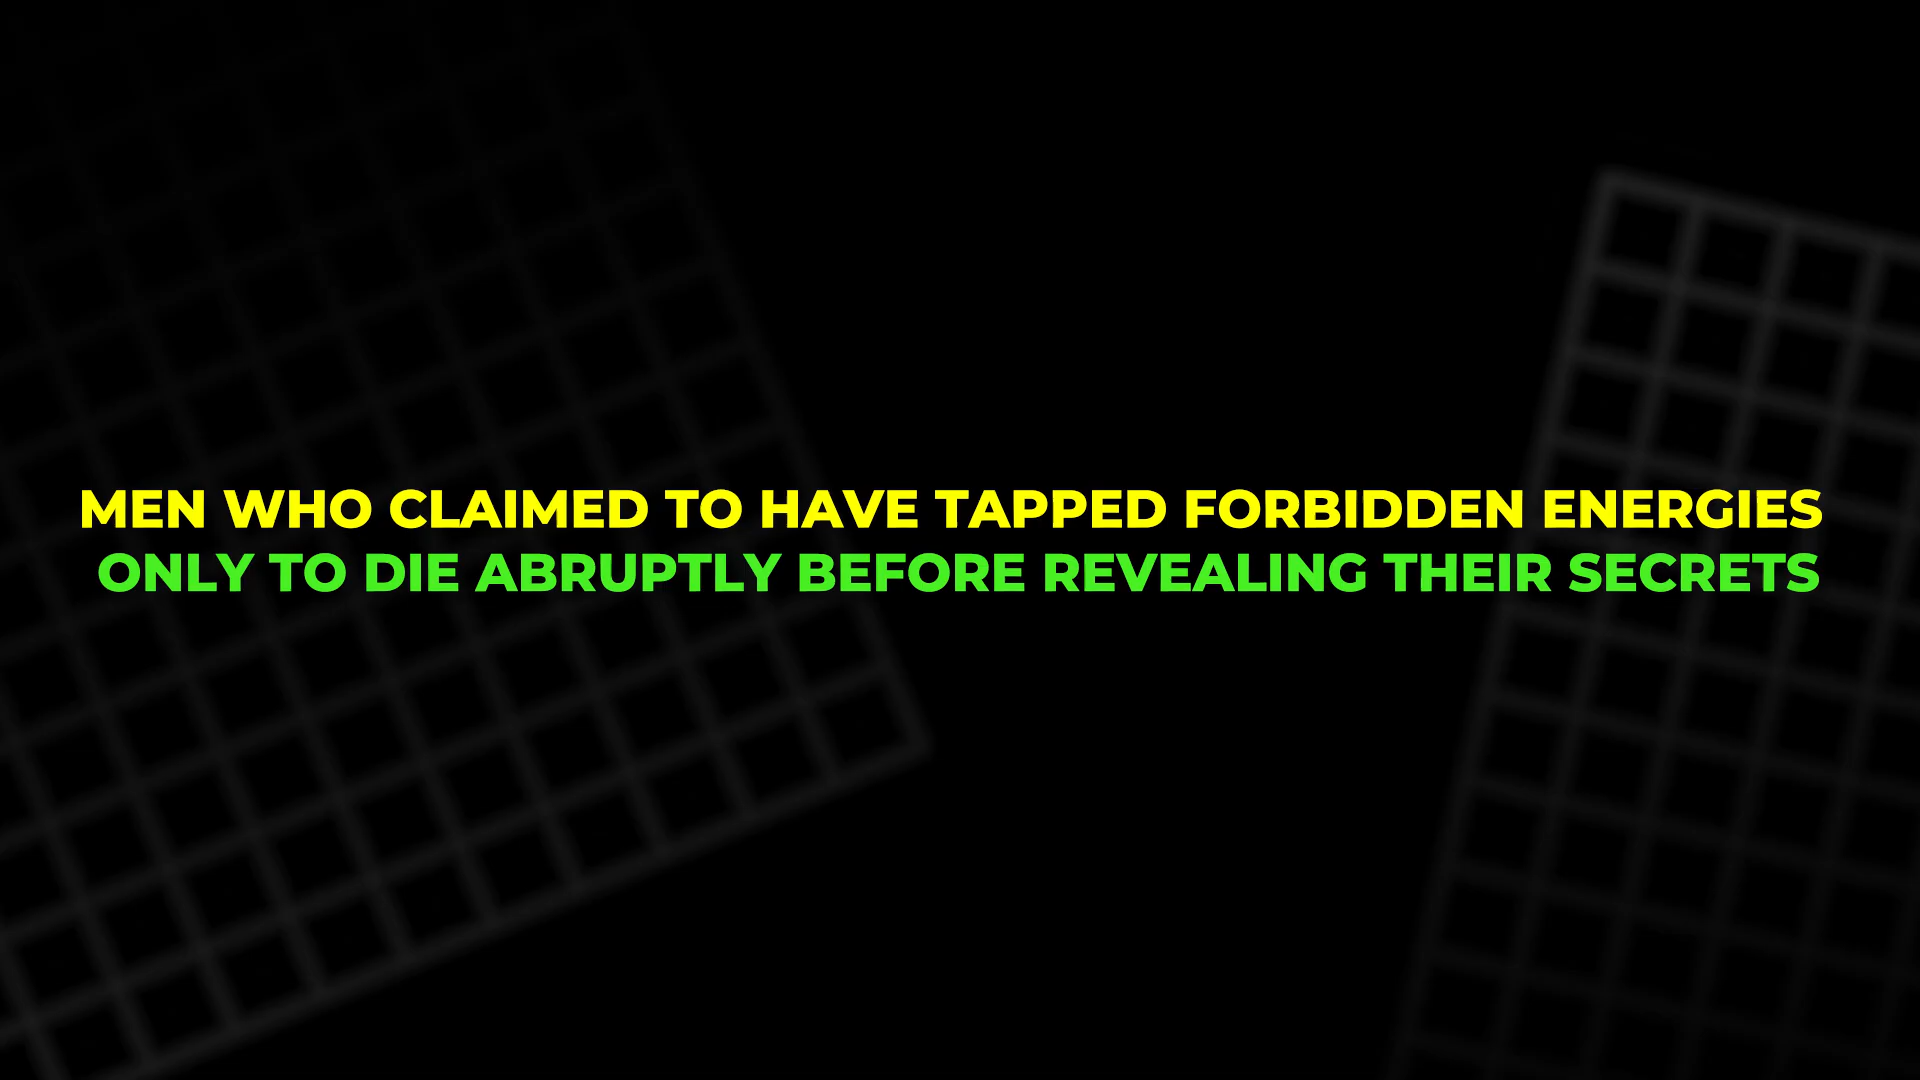 MEN WHO CLAIMED TO HAVE TAPPED FORBIDDEN ENERGIES
ONLY TO DIE ABRUPTLY BEFORE REVEALING THEIR SECRETS